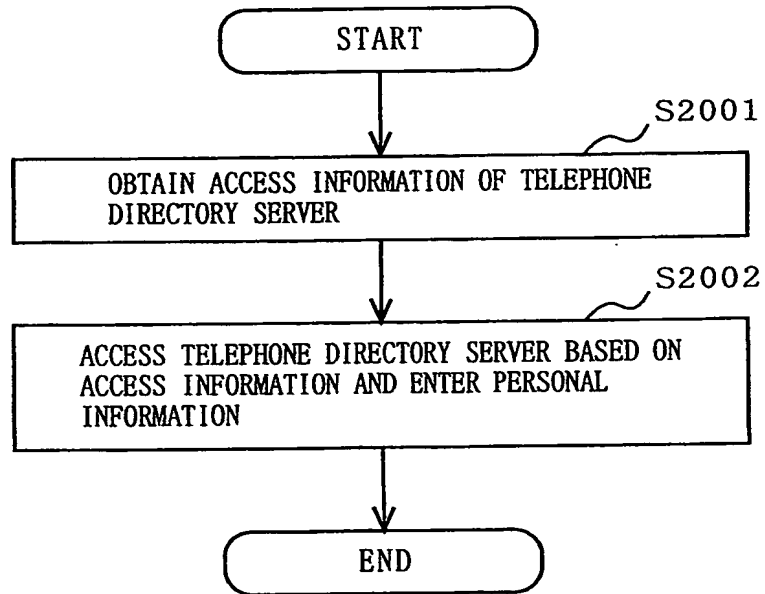 START
S2001
OBTAIN ACCESS INFORMATION OF TELEPHONE
DIRECTORY SERVER
S2002
ACCESS TELEPHONE DIRECTORY SERVER BASED ON
ACCESS INFORMATION AND ENTER PERSONAL
INFORMATION
END